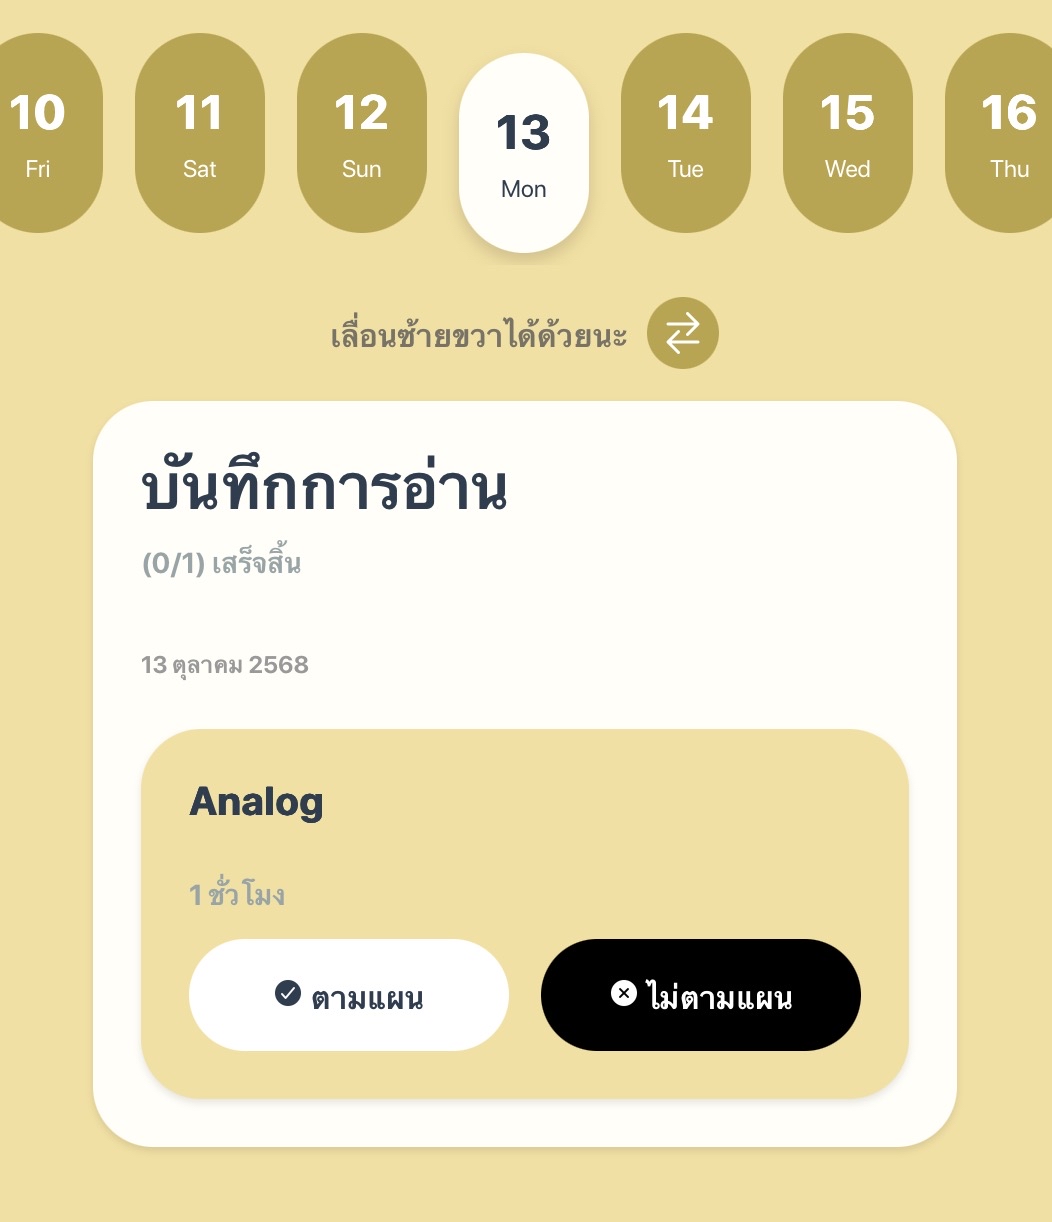 10 11 12 13 14 15 16
Fri Sat Sun Mon Tue Wed Thu
เลื่อนซ้ายขวาได้ด้วยนะ
บันทึกการอ่าน
(0/1) เสร็จสิ้น
13 ตุลาคม 2568
Analog
1 ชั่วโมง
ตามแผน ไม่ตามแผน